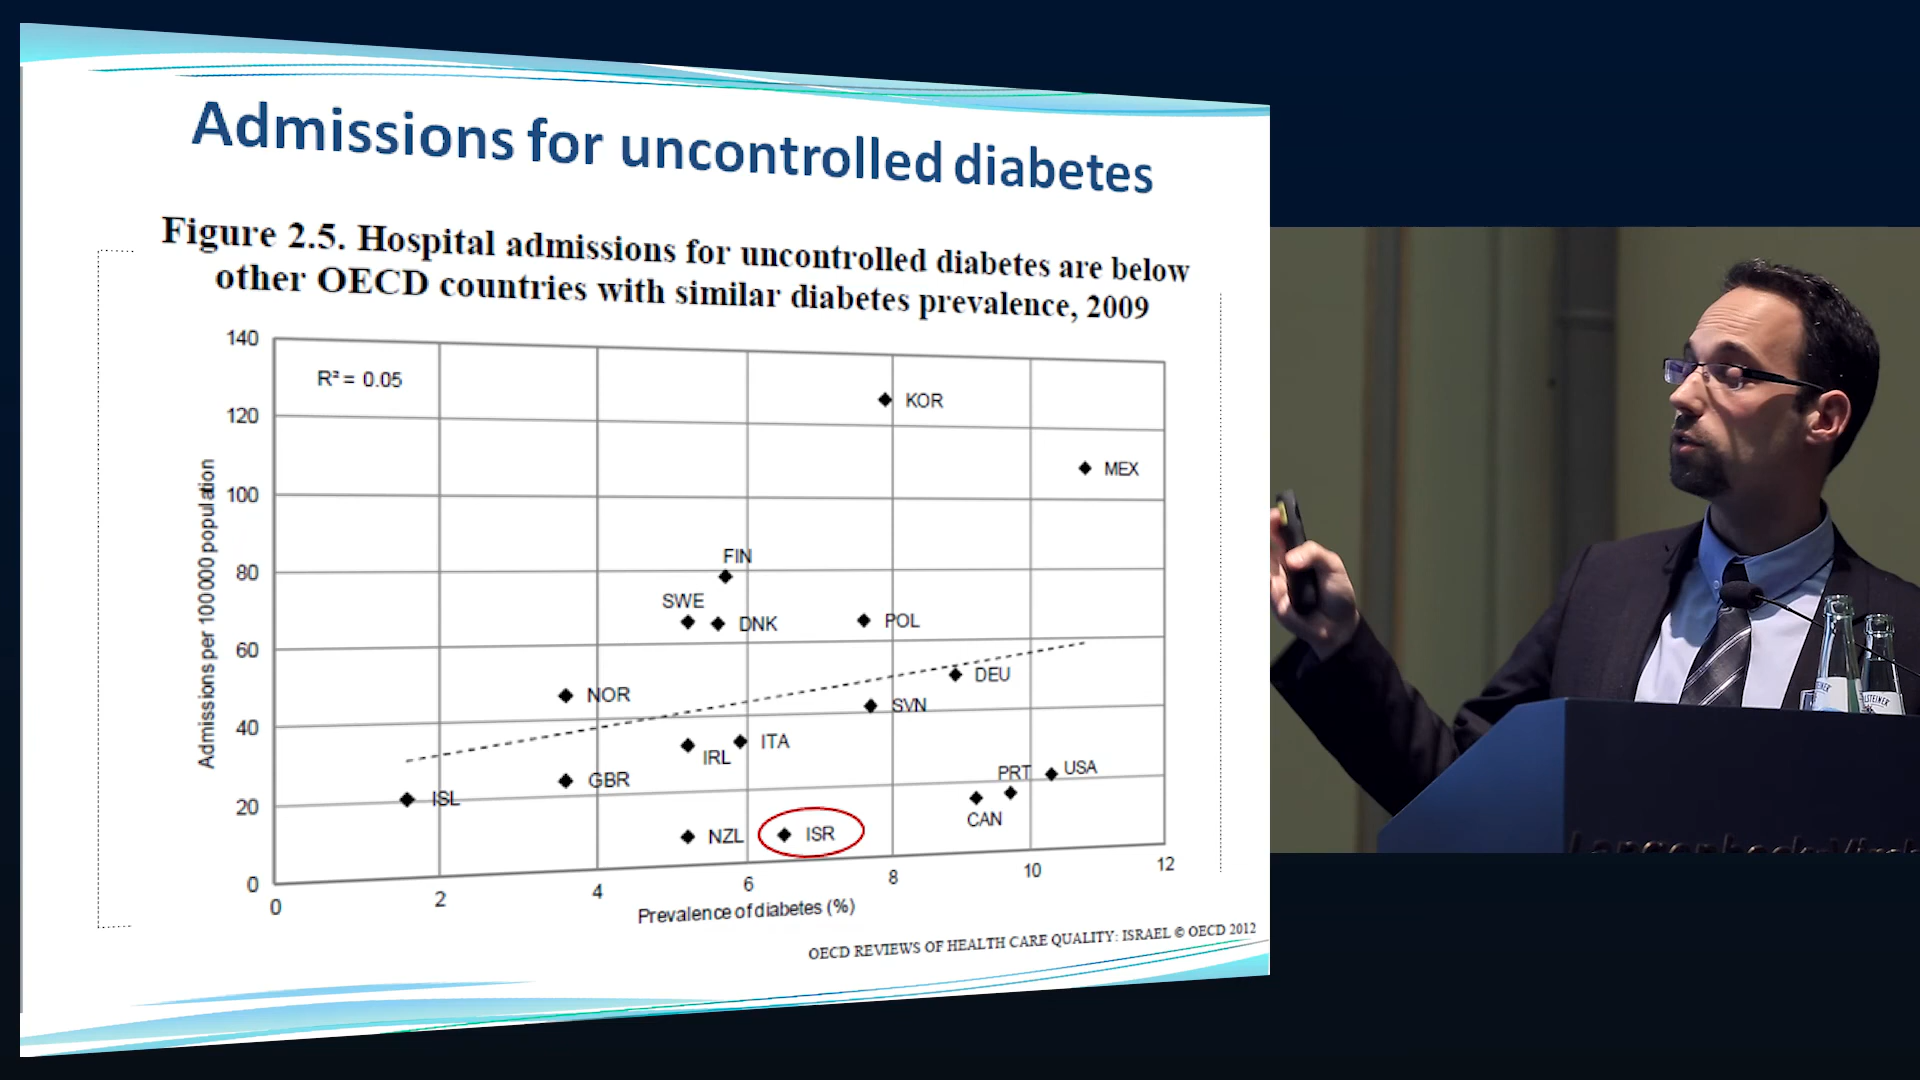 Admissions for uncontrolled diabetes
Figure 2.5. Hospital admissions for uncontrolled diabetes are below
other OECD countries with similar diabetes prevalence, 2009
140
120
100
80
60
40
20
0
Admissions per 100000 population
R² = 0.05
KOR
MEX
FIN
SWE
DNK
POL
DEU
NOR
SVN
ITA
IRL
PRT
USA
GBR
ISL
CAN
NZL
ISR
0
2
4
6
8
10
12
Prevalence of diabetes (%)
OECD REVIEWS OF HEALTH CARE QUALITY: ISRAEL © OECD 2012